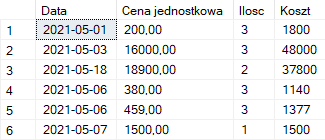 Data Cena jednostkowa Ilosc Koszt
1 2021-05-01 200,00 3 1800
2 2021-05-03 16000,00 3 48000
3 2021-05-18 18900,00 2 37800
4 2021-05-06 380,00 3 1140
5 2021-05-06 459,00 3 1377
6 2021-05-07 1500,00 1 1500